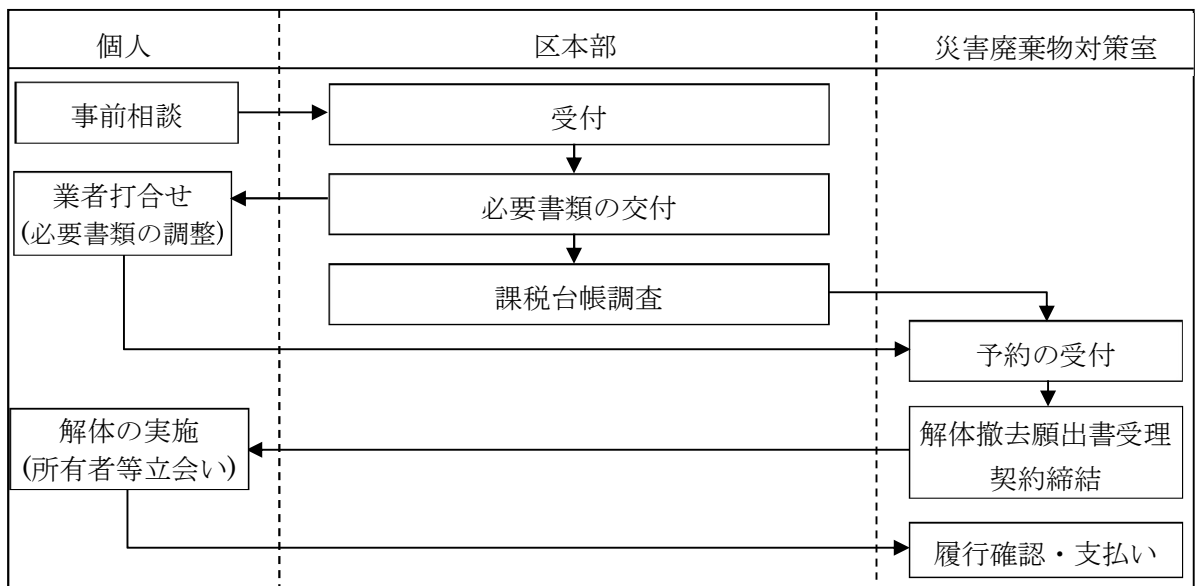 個人
区本部
災害廃棄物対策室
事前相談
受付
業者打合せ
(必要書類の調整)
必要書類の交付
課税台帳調査
予約の受付
解体の実施
(所有者等立会い)
解体撤去願出書受理
契約締結
履行確認・支払い